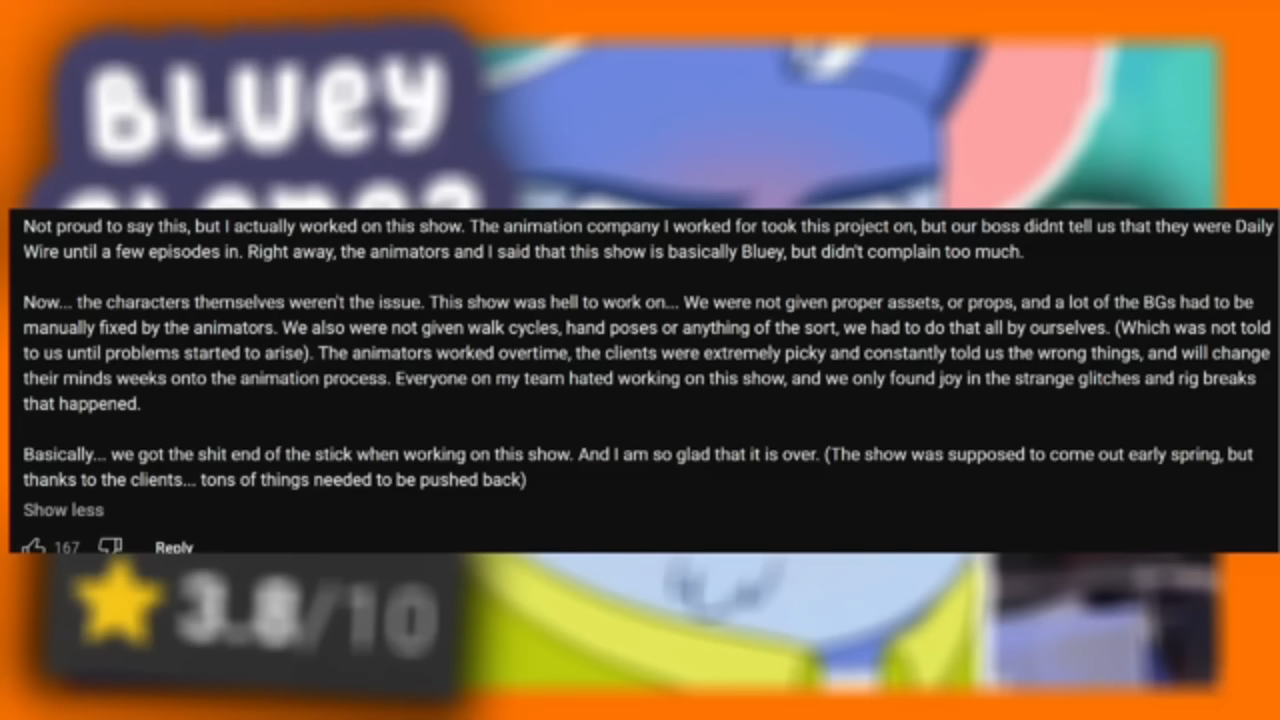 BLUEY
Not proud to say this, but I actually worked on this show. The animation company I worked for took this project on, but our boss didnt tell us that they were Daily
Wire until a few episodes in. Right away, the animators and I said that this show is basically Bluey, but didn't complain too much.
Now... the characters themselves weren't the issue. This show was hell to work on... We were not given proper assets, or props, and a lot of the BGs had to be
manually fixed by the animators. We also were not given walk cycles, hand poses or anything of the sort, we had to do that all by ourselves. (Which was not told
to us until problems started to arise). The animators worked overtime, the clients were extremely picky and constantly told us the wrong things, and will change
their minds weeks onto the animation process. Everyone on my team hated working on this show, and we only found joy in the strange glitches and rig breaks
that happened.
Basically... we got the shit end of the stick when working on this show. And I am so glad that it is over. (The show was supposed to come out early spring, but
thanks to the clients... tons of things needed to be pushed back)
Show less
167 Reply
3.8/10